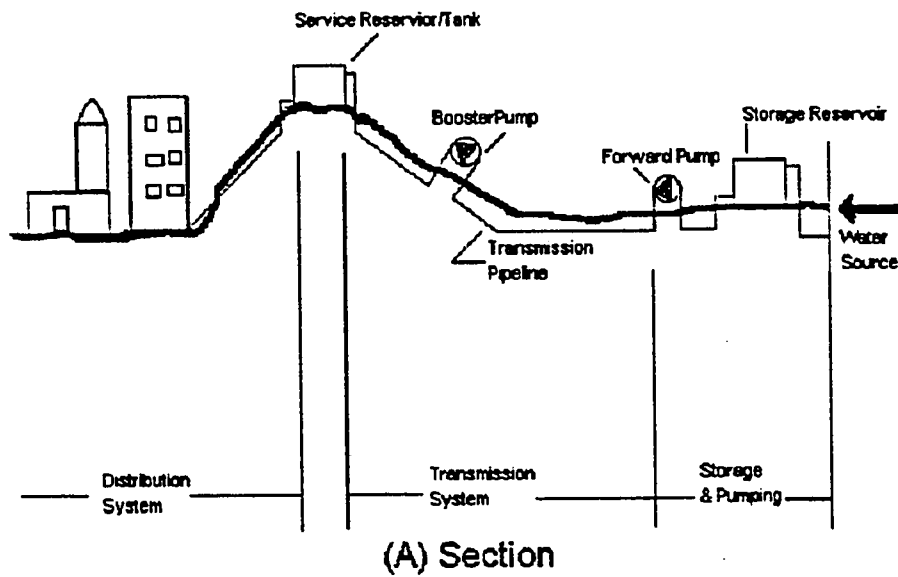 Service Reservior/Tank
BoosterPump
Storage Reservoir
Forward Pump
Water
Source
Transmission
Pipeline
Distribution
System
Transmission
System
Storage
& Pumping
(A) Section